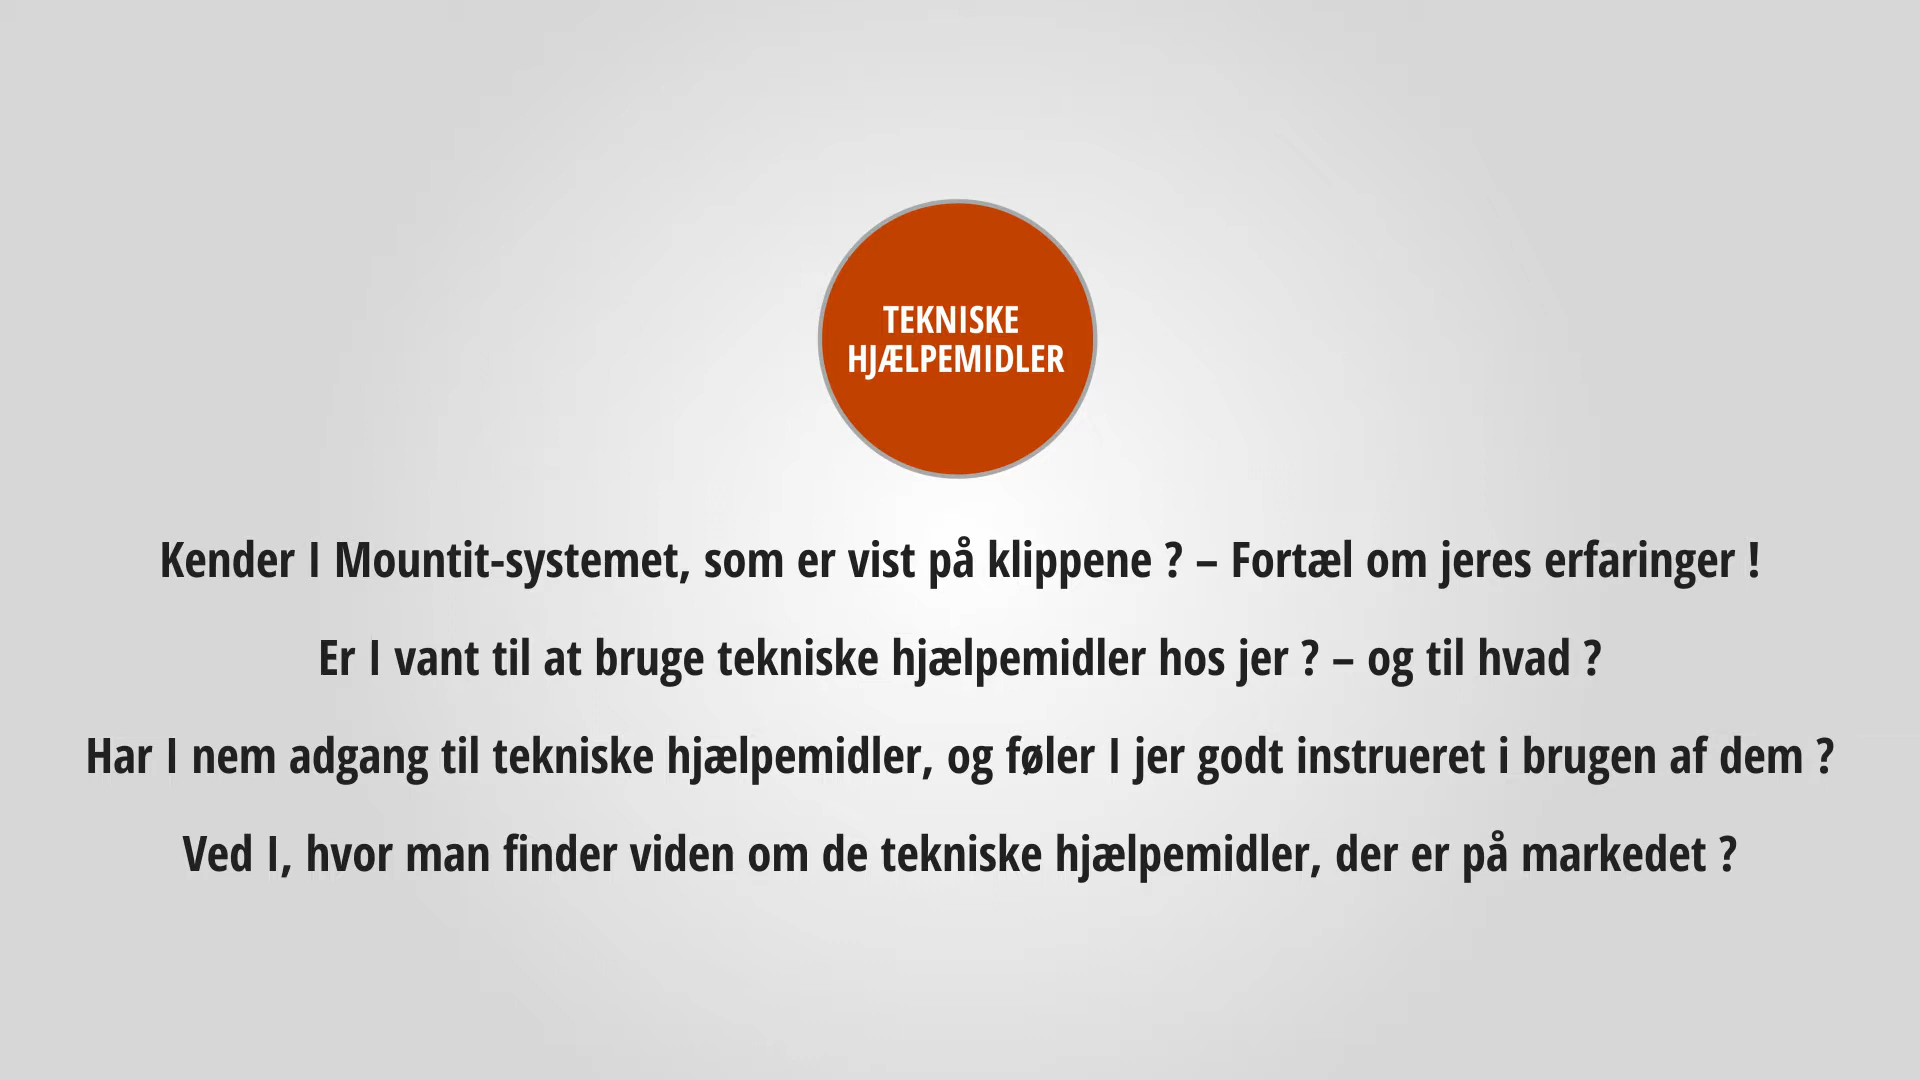 TEKNISKE
HJÆLPEMIDLER
Kender I Mountit-systemet, som er vist på klippene ? – Fortæl om jeres erfaringer !
Er I vant til at bruge tekniske hjælpemidler hos jer ? – og til hvad ?
Har I nem adgang til tekniske hjælpemidler, og føler I jer godt instrueret i brugen af dem ?
Ved I, hvor man finder viden om de tekniske hjælpemidler, der er på markedet ?